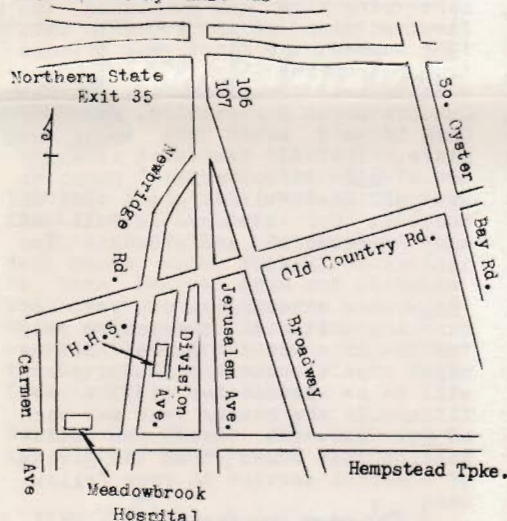 Northern State
Exit 35
106
107
So. Oyster
Bay Rd.
Newbridge
Rd.
Old Country Rd.
H.H.S.
Division
Ave.
Jerusalem Ave.
Broadway
Carmen
Ave
Hempstead Tpke.
Meadowbrook
Hospital